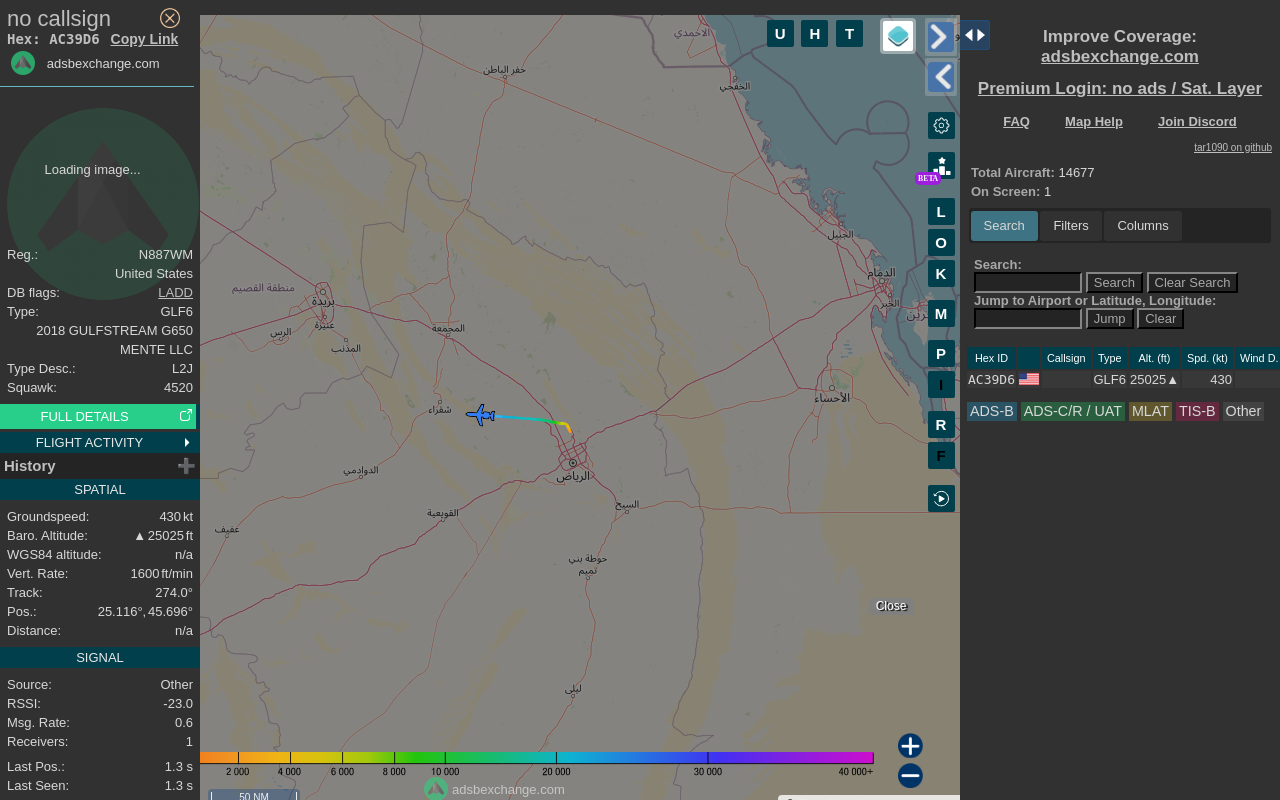 no callsign
Hex: AC39D6 Copy Link
adsbexchange.com
Loading image...
Reg.: N887WM
United States
DB flags: LADD
Type: GLF6
2018 GULFSTREAM G650
MENTE LLC
Type Desc.: L2J
Squawk: 4520
FULL DETAILS
FLIGHT ACTIVITY
History
SPATIAL
Groundspeed: 430 kt
Baro. Altitude: ▲ 25025 ft
WGS84 altitude: n/a
Vert. Rate: 1600 ft/min
Track: 274.0°
Pos.: 25.116°, 45.696°
Distance: n/a
SIGNAL
Source: Other
RSSI: -23.0
Msg. Rate: 0.6
Receivers: 1
Last Pos.: 1.3 s
Last Seen: 1.3 s
U H T
الاحمدي
حفر الباطن
الخفجي
BETA
L
O
K
M
P
I
R
F
الجبيل
الدمام
الخبر
منطقة القصيم
بريدة
عنيزة
الرس
المذنب
المجمعة
شقراء
الأحساء
الرياض
الدوادمي
السيح
القويعية
عفيف
حوطة بني
تميم
ليلى
Close
2 000 4 000 6 000 8 000 10 000 20 000 30 000 40 000+
adsbexchange.com
50 NM
Improve Coverage:
adsbexchange.com
Premium Login: no ads / Sat. Layer
FAQ Map Help Join Discord
tar1090 on github
Total Aircraft: 14677
On Screen: 1
Search Filters Columns
Search:
Search Clear Search
Jump to Airport or Latitude, Longitude:
Jump Clear
Hex ID Callsign Type Alt. (ft) Spd. (kt) Wind D.
AC39D6 GLF6 25025▲ 430
ADS-B ADS-C/R / UAT MLAT TIS-B Other